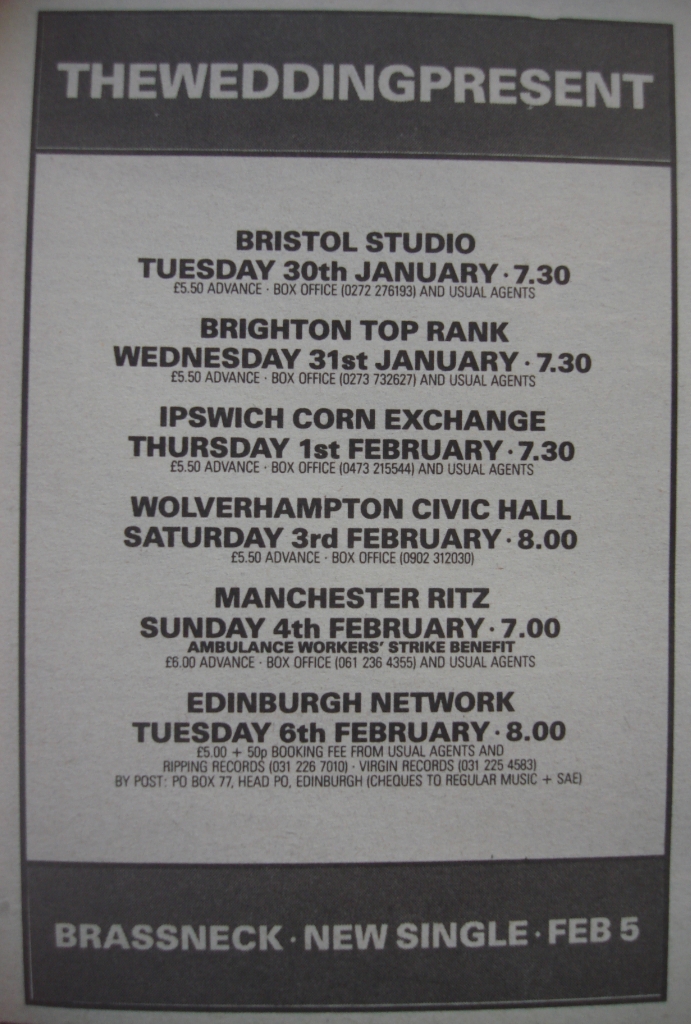 THEWEDDINGPRESENT
BRISTOL STUDIO
TUESDAY 30th JANUARY · 7.30
£5.50 ADVANCE · BOX OFFICE (0272 276193) AND USUAL AGENTS
BRIGHTON TOP RANK
WEDNESDAY 31st JANUARY · 7.30
£5.50 ADVANCE · BOX OFFICE (0273 732627) AND USUAL AGENTS
IPSWICH CORN EXCHANGE
THURSDAY 1st FEBRUARY · 7.30
£5.50 ADVANCE · BOX OFFICE (0473 215544) AND USUAL AGENTS
WOLVERHAMPTON CIVIC HALL
SATURDAY 3rd FEBRUARY · 8.00
£5.50 ADVANCE · BOX OFFICE (0902 312030)
MANCHESTER RITZ
SUNDAY 4th FEBRUARY · 7.00
AMBULANCE WORKERS' STRIKE BENEFIT
£6.00 ADVANCE · BOX OFFICE (061 236 4355) AND USUAL AGENTS
EDINBURGH NETWORK
TUESDAY 6th FEBRUARY · 8.00
£5.00 + 50p BOOKING FEE FROM USUAL AGENTS AND
RIPPING RECORDS (031 226 7010) · VIRGIN RECORDS (031 225 4583)
BY POST: PO BOX 77, HEAD PO, EDINBURGH (CHEQUES TO REGULAR MUSIC + SAE)
BRASSNECK · NEW SINGLE · FEB 5